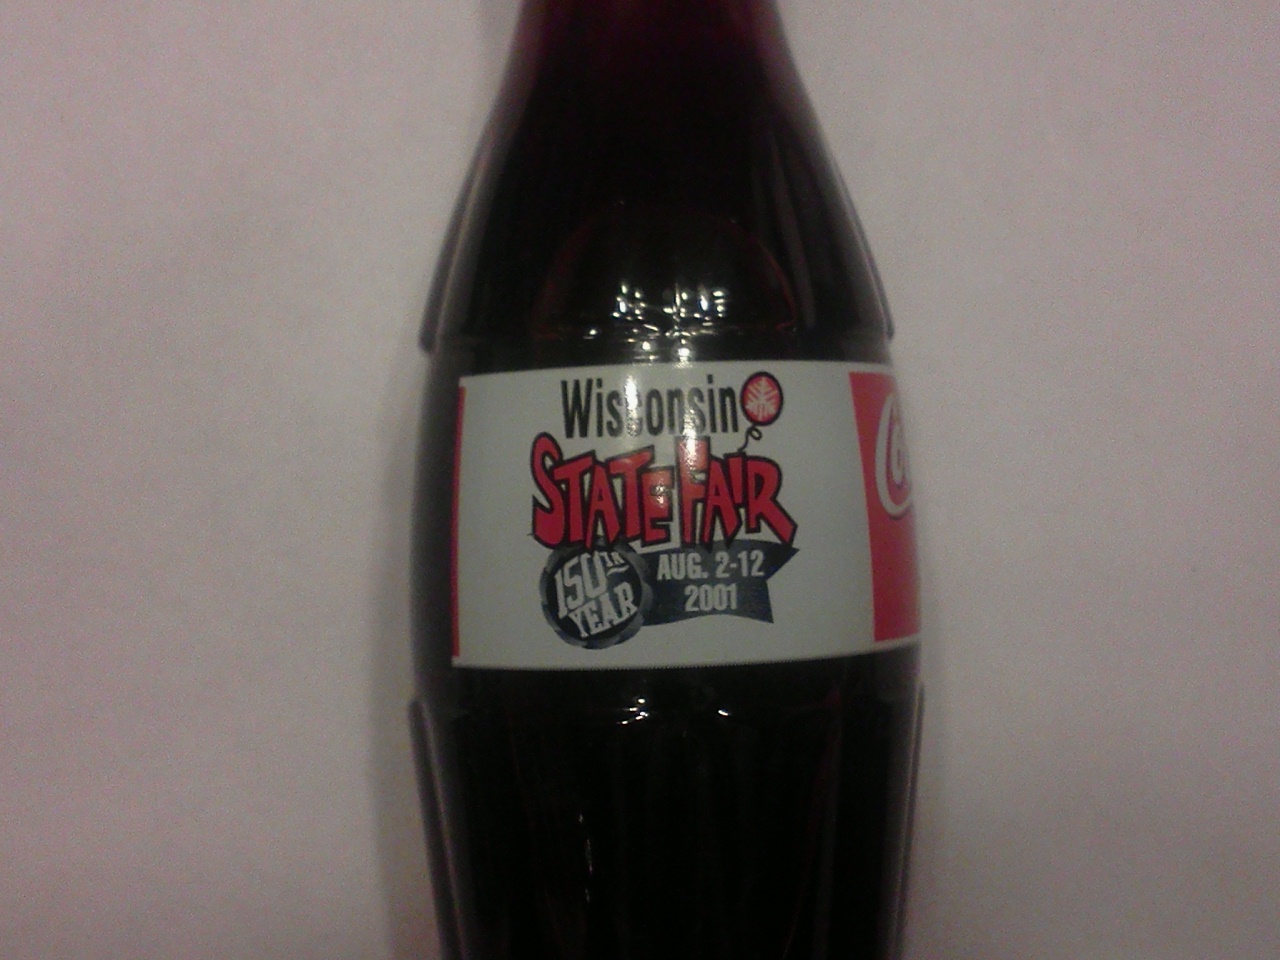 Wisconsin
STATE FAIR
150TH
YEAR
AUG. 2-12
2001